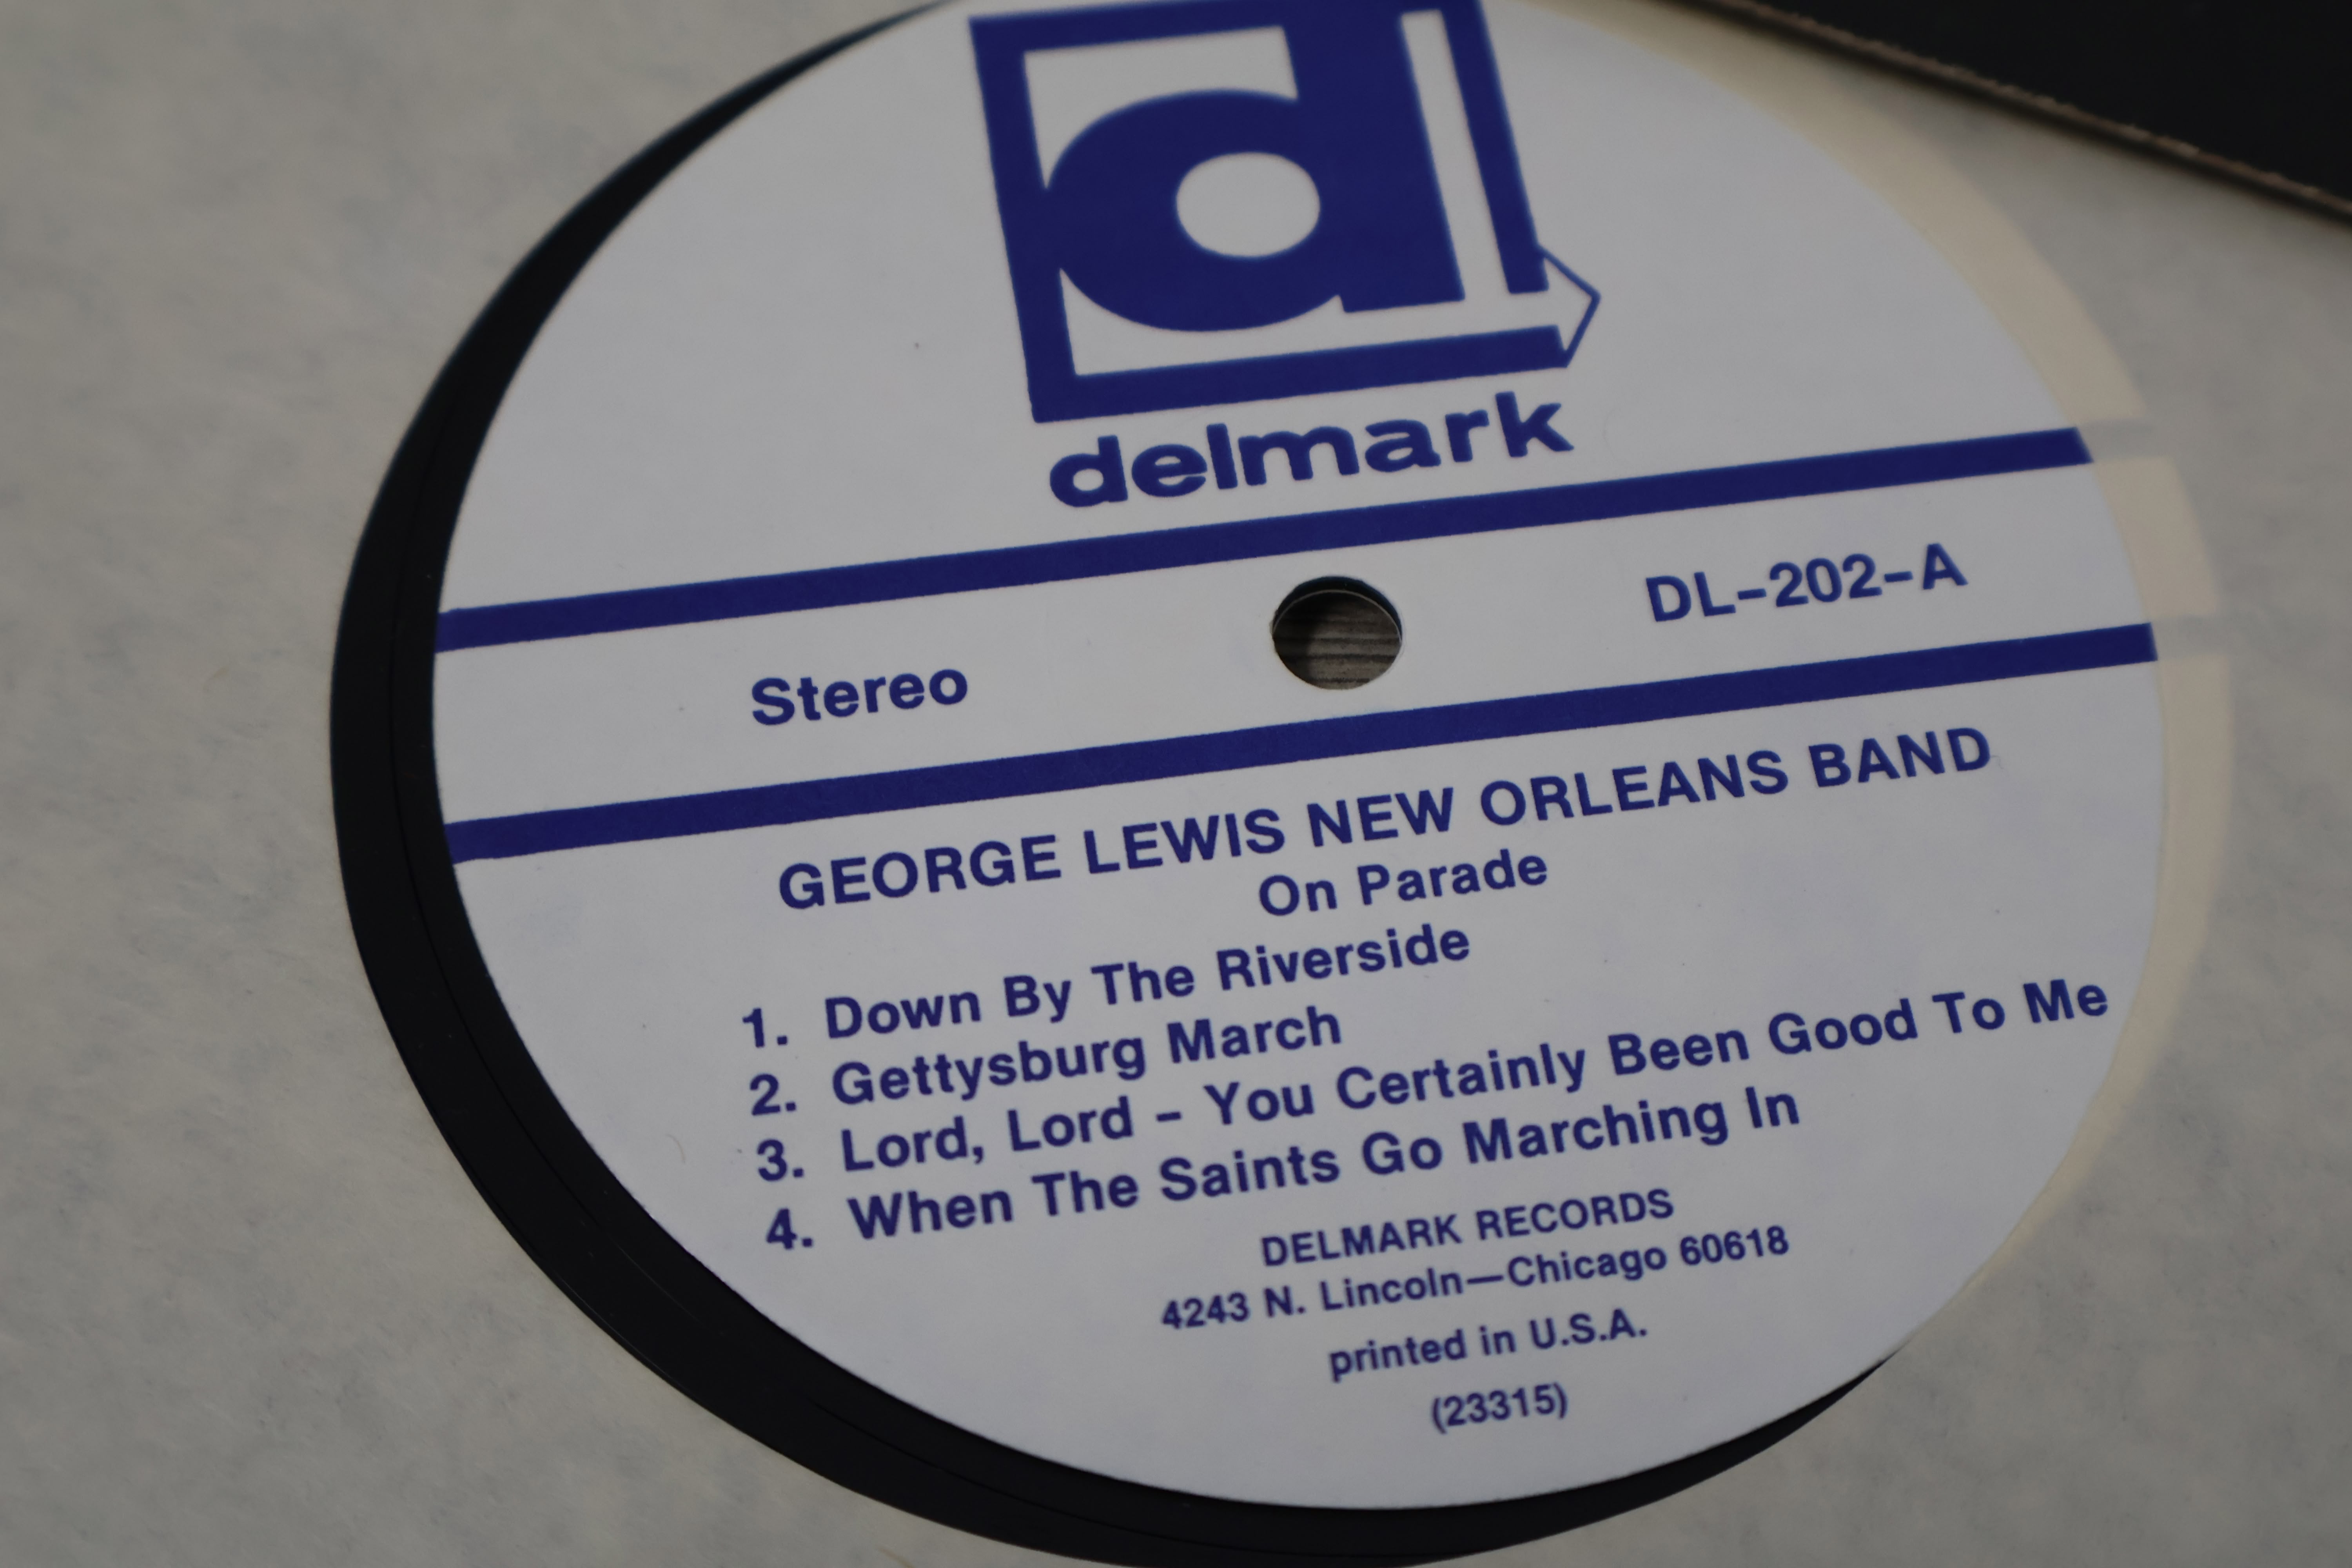 dl
delmark
Stereo
DL-202-A
GEORGE LEWIS NEW ORLEANS BAND
On Parade
1. Down By The Riverside
2. Gettysburg March
3. Lord, Lord - You Certainly Been Good To Me
4. When The Saints Go Marching In
DELMARK RECORDS
4243 N. Lincoln—Chicago 60618
printed in U.S.A.
(23315)